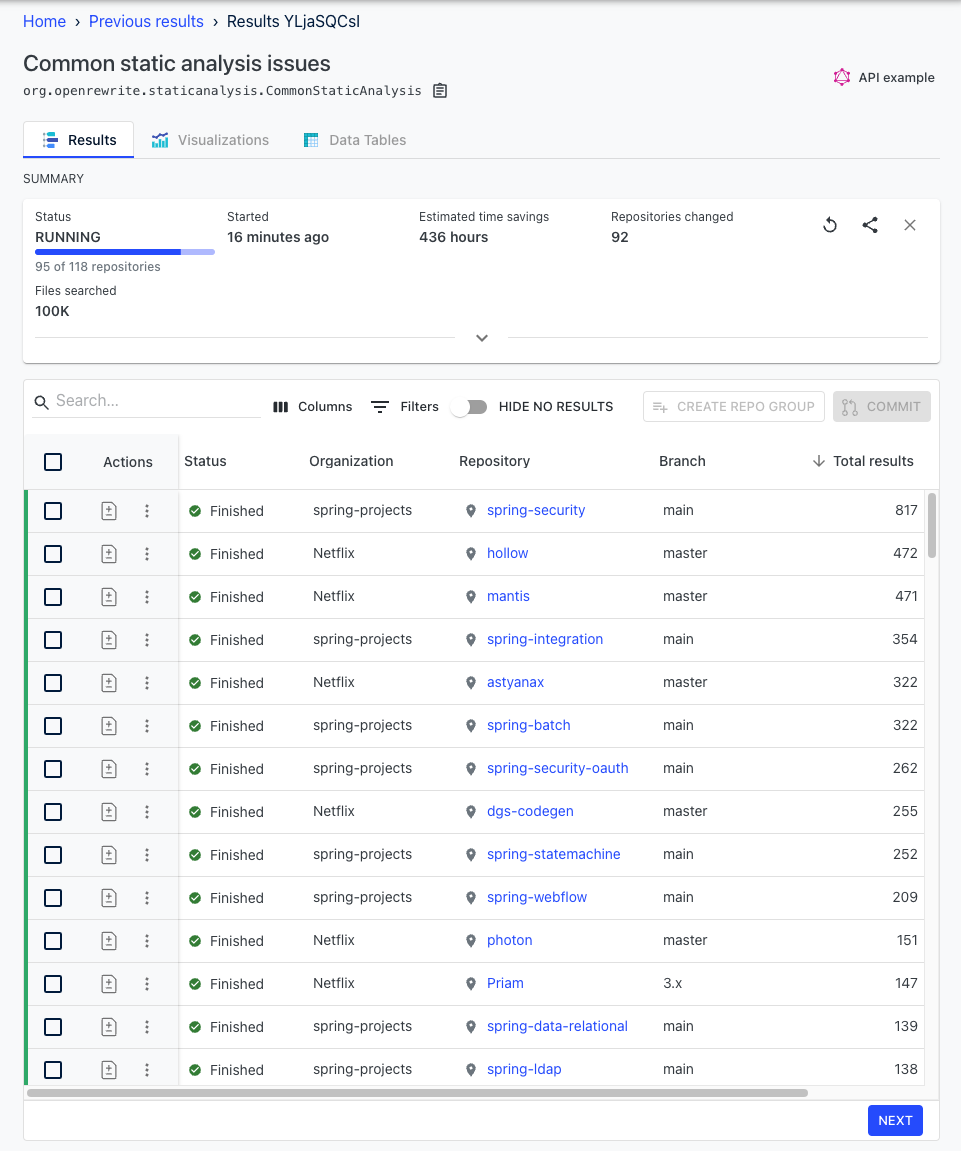 Home › Previous results › Results YLjaSQCsI
Common static analysis issues
org.openrewrite.staticanalysis.CommonStaticAnalysis
API example
Results
Visualizations
Data Tables
SUMMARY
Status
RUNNING
95 of 118 repositories
Started
16 minutes ago
Estimated time savings
436 hours
Repositories changed
92
Files searched
100K
Search... Columns Filters HIDE NO RESULTS CREATE REPO GROUP COMMIT
Actions Status Organization Repository Branch Total results
Finished spring-projects spring-security main 817
Finished Netflix hollow master 472
Finished Netflix mantis master 471
Finished spring-projects spring-integration main 354
Finished Netflix astyanax master 322
Finished spring-projects spring-batch main 322
Finished spring-projects spring-security-oauth main 262
Finished Netflix dgs-codegen master 255
Finished spring-projects spring-statemachine main 252
Finished spring-projects spring-webflow main 209
Finished Netflix photon master 151
Finished Netflix Priam 3.x 147
Finished spring-projects spring-data-relational main 139
Finished spring-projects spring-ldap main 138
NEXT